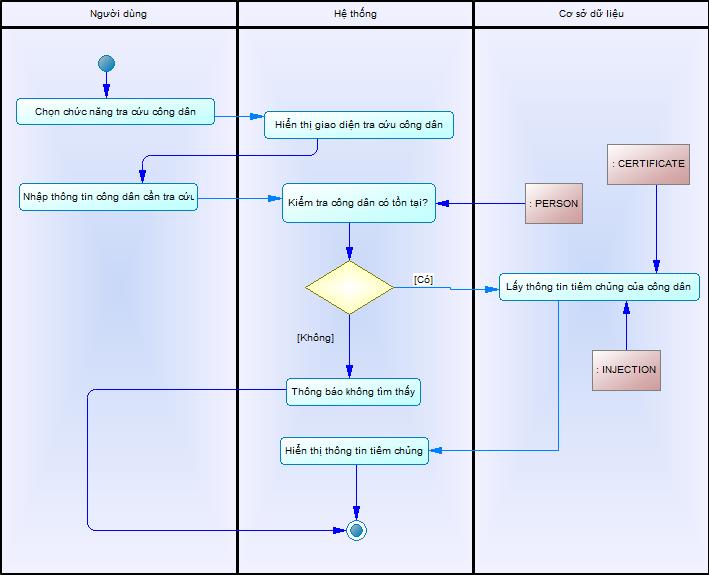 Người dùng
Hệ thống
Cơ sở dữ liệu
Chọn chức năng tra cứu công dân
Hiển thị giao diện tra cứu công dân
: CERTIFICATE
Nhập thông tin công dân cần tra cứu
Kiểm tra công dân có tồn tại?
: PERSON
[Có]
Lấy thông tin tiêm chủng của công dân
[Không]
: INJECTION
Thông báo không tìm thấy
Hiển thị thông tin tiêm chủng